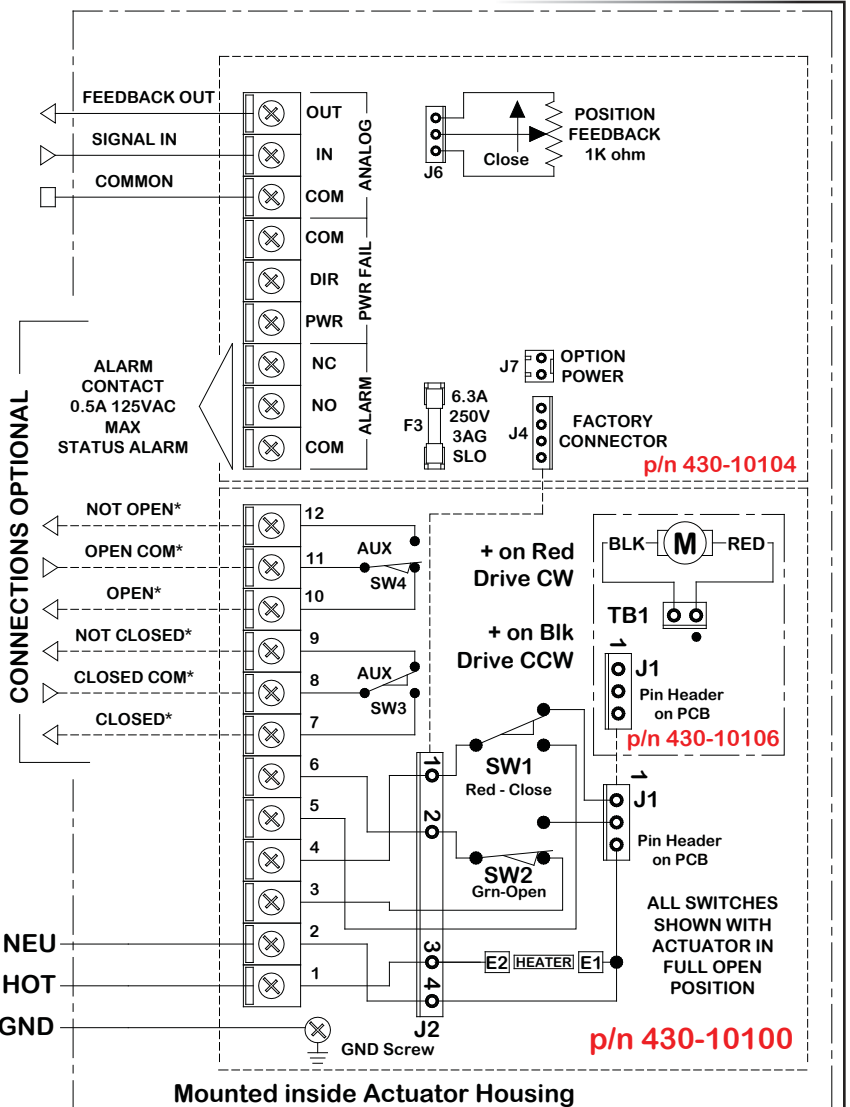 FEEDBACK OUT
SIGNAL IN
COMMON
OUT
IN
COM
ANALOG
COM
DIR
PWR
PWR FAIL
NC
NO
COM
ALARM
ALARM
CONTACT
0.5A 125VAC
MAX
STATUS ALARM
CONNECTIONS OPTIONAL
J6
Close
POSITION
FEEDBACK
1K ohm
J7
OPTION
POWER
F3
6.3A
250V
3AG
SLO
J4
FACTORY
CONNECTOR
p/n 430-10104
NOT OPEN*
OPEN COM*
OPEN*
NOT CLOSED*
CLOSED COM*
CLOSED*
12
11
10
9
8
7
6
5
4
3
2
1
AUX
SW4
AUX
SW3
+ on Red
Drive CW
+ on Blk
Drive CCW
BLK
M
RED
TB1
1
J1
Pin Header
on PCB
p/n 430-10106
SW1
Red - Close
SW2
Grn-Open
1
2
3
4
J2
1
J1
Pin Header
on PCB
E2
HEATER
E1
ALL SWITCHES
SHOWN WITH
ACTUATOR IN
FULL OPEN
POSITION
NEU
HOT
GND
GND Screw
p/n 430-10100
Mounted inside Actuator Housing